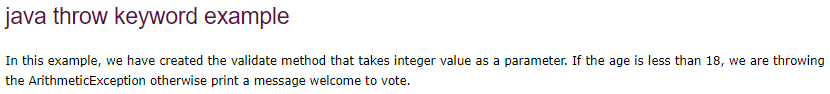 java throw keyword example
In this example, we have created the validate method that takes integer value as a parameter. If the age is less than 18, we are throwing
the ArithmeticException otherwise print a message welcome to vote.